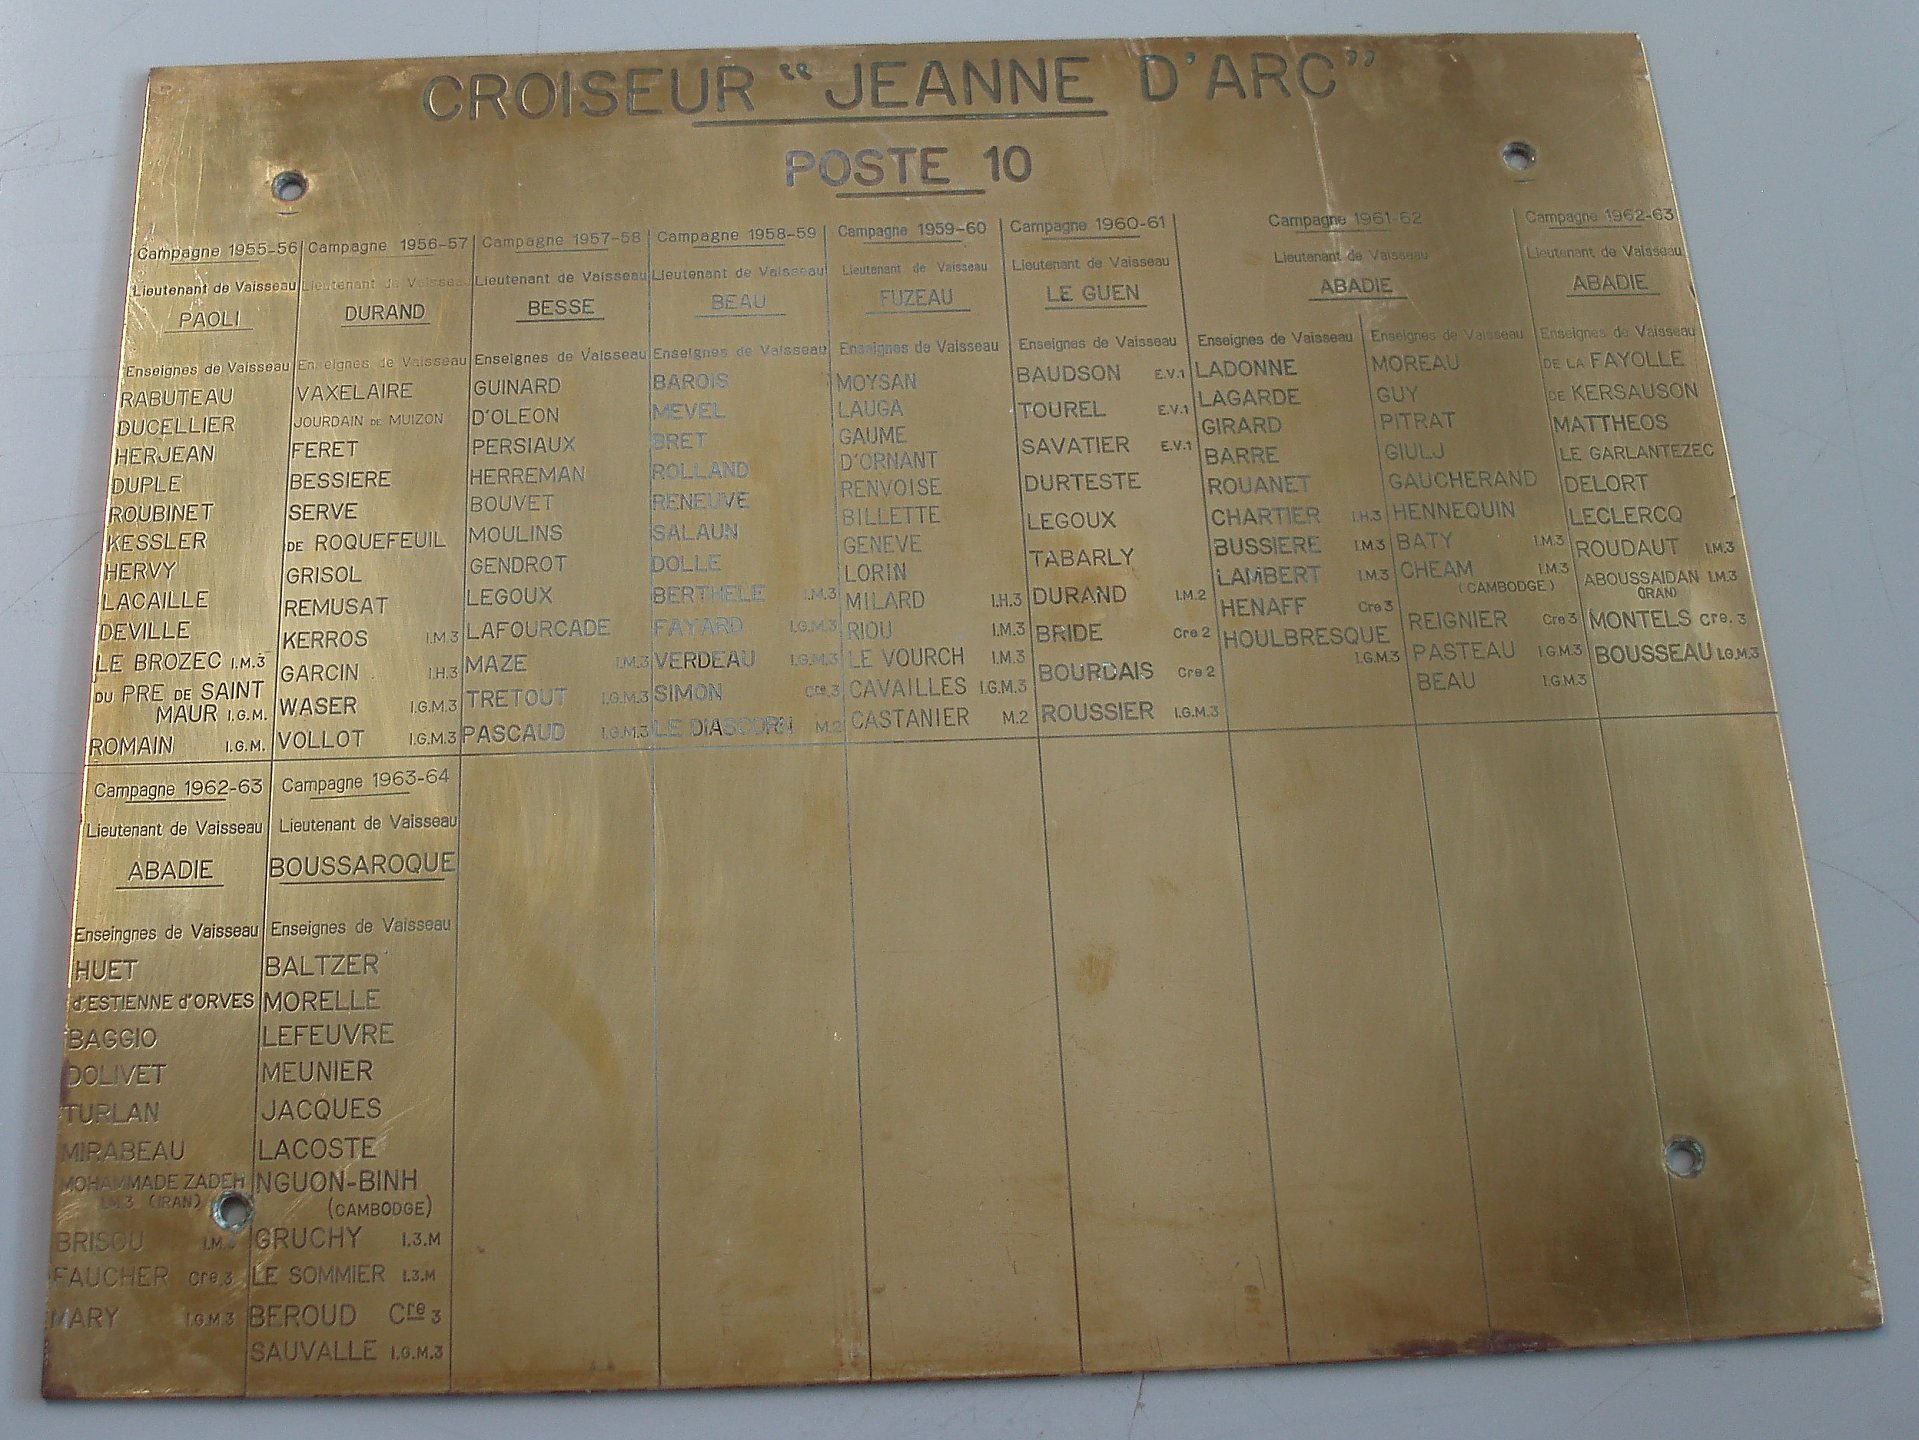 CROISEUR “JEANNE D'ARC”
POSTE 10
Campagne 1955-56
Lieutenant de Vaisseau
PAOLI
Enseignes de Vaisseau
RABUTEAU
DUCELLIER
HERJEAN
DUPLE
ROUBINET
KESSLER
HERVY
LACAILLE
DEVILLE
LE BROZEC I.M.3
DU PRE DE SAINT
MAUR I.G.M.
ROMAIN I.G.M.
Campagne 1956-57
Lieutenant de Vaisseau
DURAND
Enseignes de Vaisseau
VAXELAIRE
JOURDAIN DE MUIZON
FERET
BESSIERE
SERVE
DE ROQUEFEUIL
GRISOL
REMUSAT
KERROS I.M.3
GARCIN I.H.3
WASER I.G.M.3
VOLLOT I.G.M.3
Campagne 1957-58
Lieutenant de Vaisseau
BESSE
Enseignes de Vaisseau
GUINARD
D'OLEON
PERSIAUX
HERREMAN
BOUVET
MOULINS
GENDROT
LEGOUX
LAFOURCADE
MAZE I.M.3
TRETOUT I.G.M.3
PASCAUD I.G.M.3
Campagne 1958-59
Lieutenant de Vaisseau
BEAU
Enseignes de Vaisseau
BAROIS
MEVEL
BRET
ROLLAND
RENEUVE
SALAUN
DOLLE
BERTHELE I.M.3
FAYARD I.G.M.3
VERDEAU I.G.M.3
SIMON Cre.3
LE DIASCORN M.2
Campagne 1959-60
Lieutenant de Vaisseau
FUZEAU
Enseignes de Vaisseau
MOYSAN
LAUGA
GAUME
D'ORNANT
RENVOISE
BILLETTE
GENEVE
LORIN
MILARD I.H.3
RIOU I.M.3
LE VOURCH I.M.3
CAVAILLES I.G.M.3
CASTANIER M.2
Campagne 1960-61
Lieutenant de Vaisseau
LE GUEN
Enseignes de Vaisseau
BAUDSON E.V.1
TOUREL E.V.1
SAVATIER E.V.1
DURTESTE
LEGOUX
TABARLY
DURAND I.M.2
BRIDE Cre 2
BOURDAIS Cre 2
ROUSSIER I.G.M.3
Campagne 1961-62
Lieutenant de Vaisseau
ABADIE
Enseignes de Vaisseau
LADONNE
LAGARDE
GIRARD
BARRE
ROUANET
CHARTIER I.H.3
BUSSIERE I.M.3
LAMBERT I.M.3
HENAFF Cre 3
HOULBRESQUE
I.G.M.3
Enseignes de Vaisseau
MOREAU
GUY
PITRAT
GIULJ
GAUCHERAND
HENNEQUIN
BATY I.M.3
CHEAM I.M.3
(CAMBODGE)
REIGNIER Cre 3
PASTEAU I.G.M.3
BEAU I.G.M.3
Campagne 1962-63
Lieutenant de Vaisseau
ABADIE
Enseignes de Vaisseau
DE LA FAYOLLE
DE KERSAUSON
MATTHEOS
LE GARLANTEZEC
DELORT
LECLERCQ
ROUDAUT I.M.3
ABOUSSAIDAN I.M.3
(IRAN)
MONTELS Cre. 3
BOUSSEAU I.G.M.3
Campagne 1962-63
Lieutenant de Vaisseau
ABADIE
Enseingnes de Vaisseau
HUET
d'ESTIENNE d'ORVES
BAGGIO
DOLIVET
TURLAN
MIRABEAU
MOHAMMADE ZADEH
I.M.3 (IRAN)
BRISOU
FAUCHER Cre.3
MARY I.G.M.3
Campagne 1963-64
Lieutenant de Vaisseau
BOUSSAROQUE
Enseignes de Vaisseau
BALTZER
MORELLE
LEFEUVRE
MEUNIER
JACQUES
LACOSTE
NGUON-BINH
(CAMBODGE)
GRUCHY I.3.M
LE SOMMIER I.3.M
BEROUD Cre 3
SAUVALLE I.G.M.3